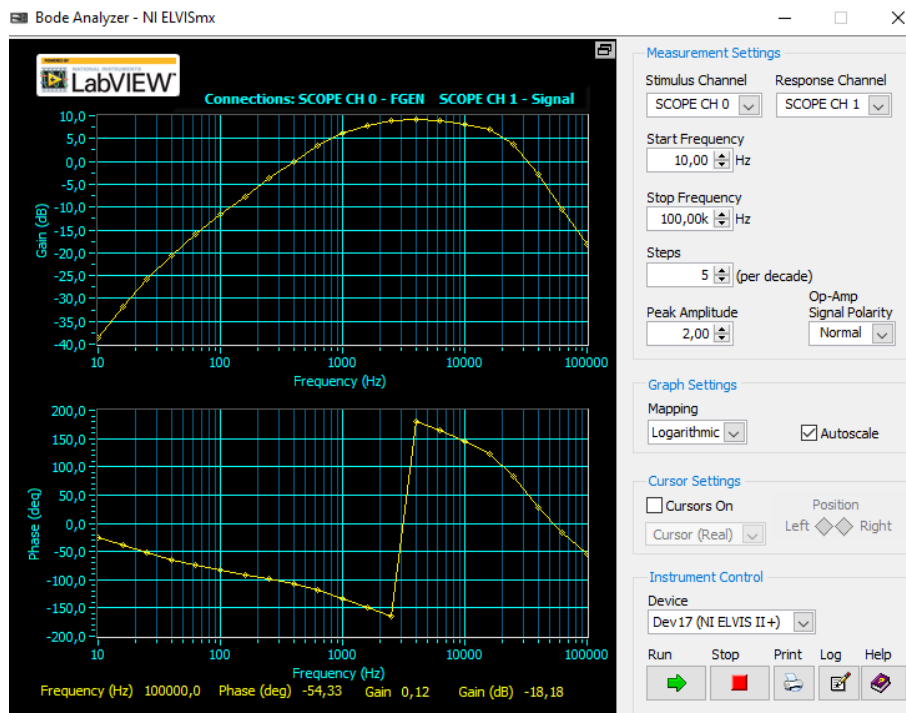 Bode Analyzer - NI ELVISmx
POWERED BY
NATIONAL INSTRUMENTS
LabVIEW™
Connections: SCOPE CH 0 - FGEN SCOPE CH 1 - Signal
10,0
5,0
0,0
-5,0
-10,0
-15,0
-20,0
-25,0
-30,0
-35,0
-40,0
Gain (dB)
10 100 1000 10000 100000
Frequency (Hz)
200,0
150,0
100,0
50,0
0,0
-50,0
-100,0
-150,0
-200,0
Phase (deg)
10 100 1000 10000 100000
Frequency (Hz)
Frequency (Hz) 100000,0 Phase (deg) -54,33 Gain 0,12 Gain (dB) -18,18
Measurement Settings
Stimulus Channel Response Channel
SCOPE CH 0 SCOPE CH 1
Start Frequency
10,00 Hz
Stop Frequency
100,00k Hz
Steps
5 (per decade)
Peak Amplitude Op-Amp Signal Polarity
2,00 Normal
Graph Settings
Mapping
Logarithmic Autoscale
Cursor Settings
Cursors On Position
Cursor (Real) Left Right
Instrument Control
Device
Dev17 (NI ELVIS II+)
Run Stop Print Log Help